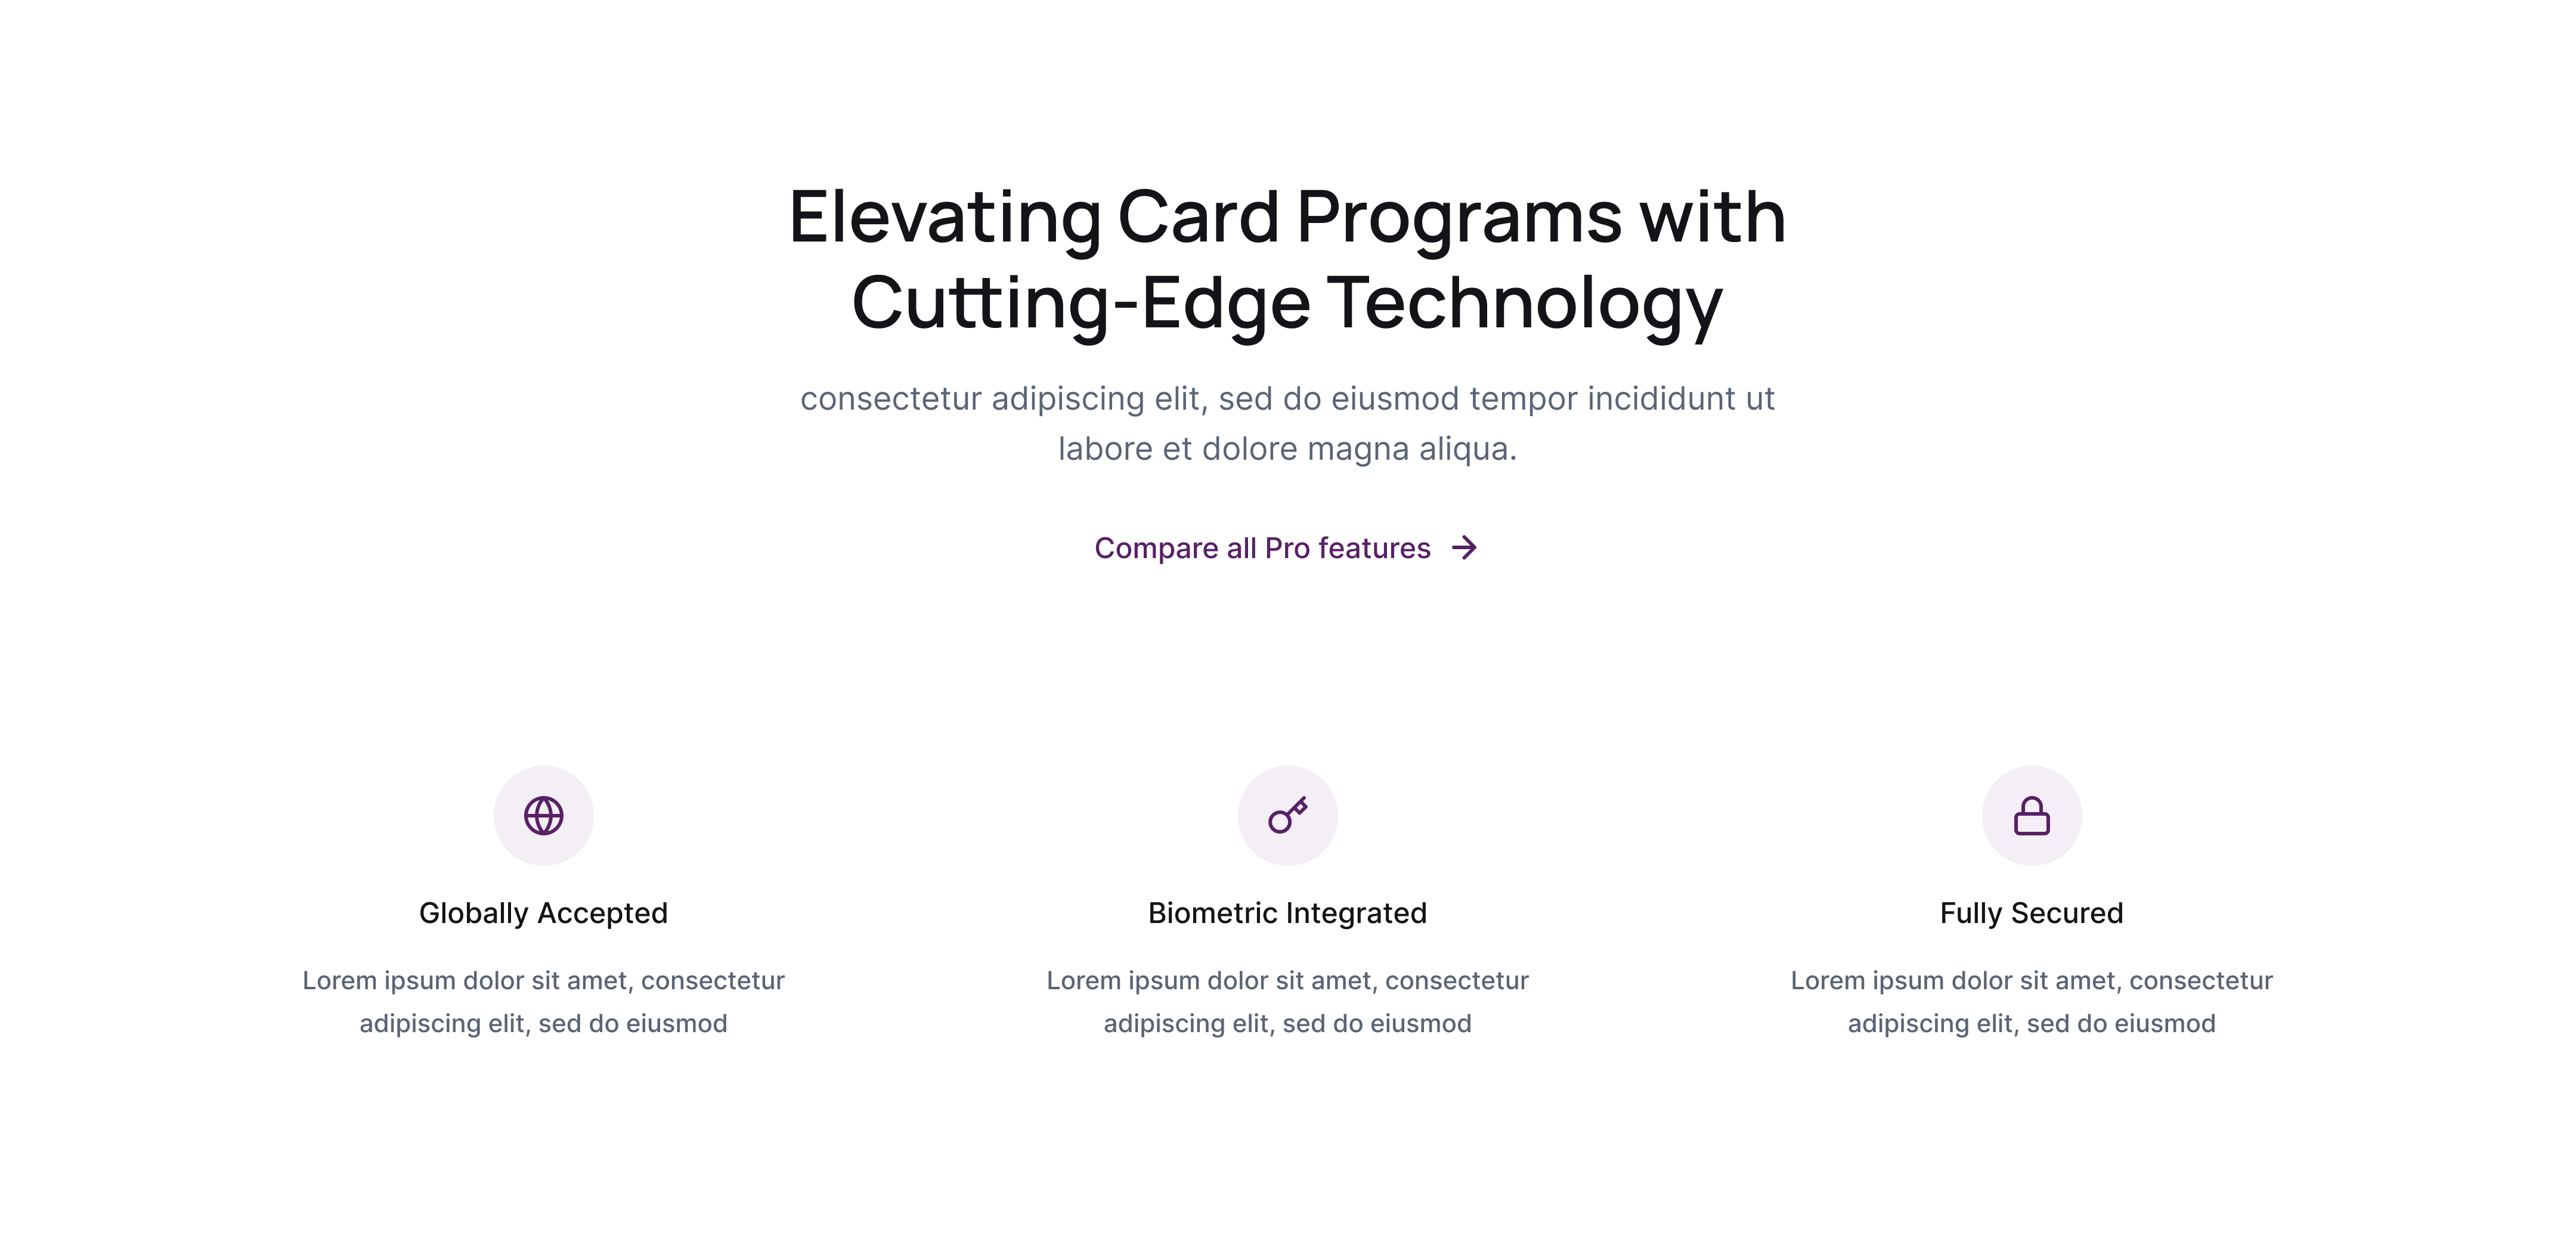 Elevating Card Programs with
Cutting-Edge Technology
consectetur adipiscing elit, sed do eiusmod tempor incididunt ut
labore et dolore magna aliqua.
Compare all Pro features
Globally Accepted
Lorem ipsum dolor sit amet, consectetur
adipiscing elit, sed do eiusmod
Biometric Integrated
Lorem ipsum dolor sit amet, consectetur
adipiscing elit, sed do eiusmod
Fully Secured
Lorem ipsum dolor sit amet, consectetur
adipiscing elit, sed do eiusmod